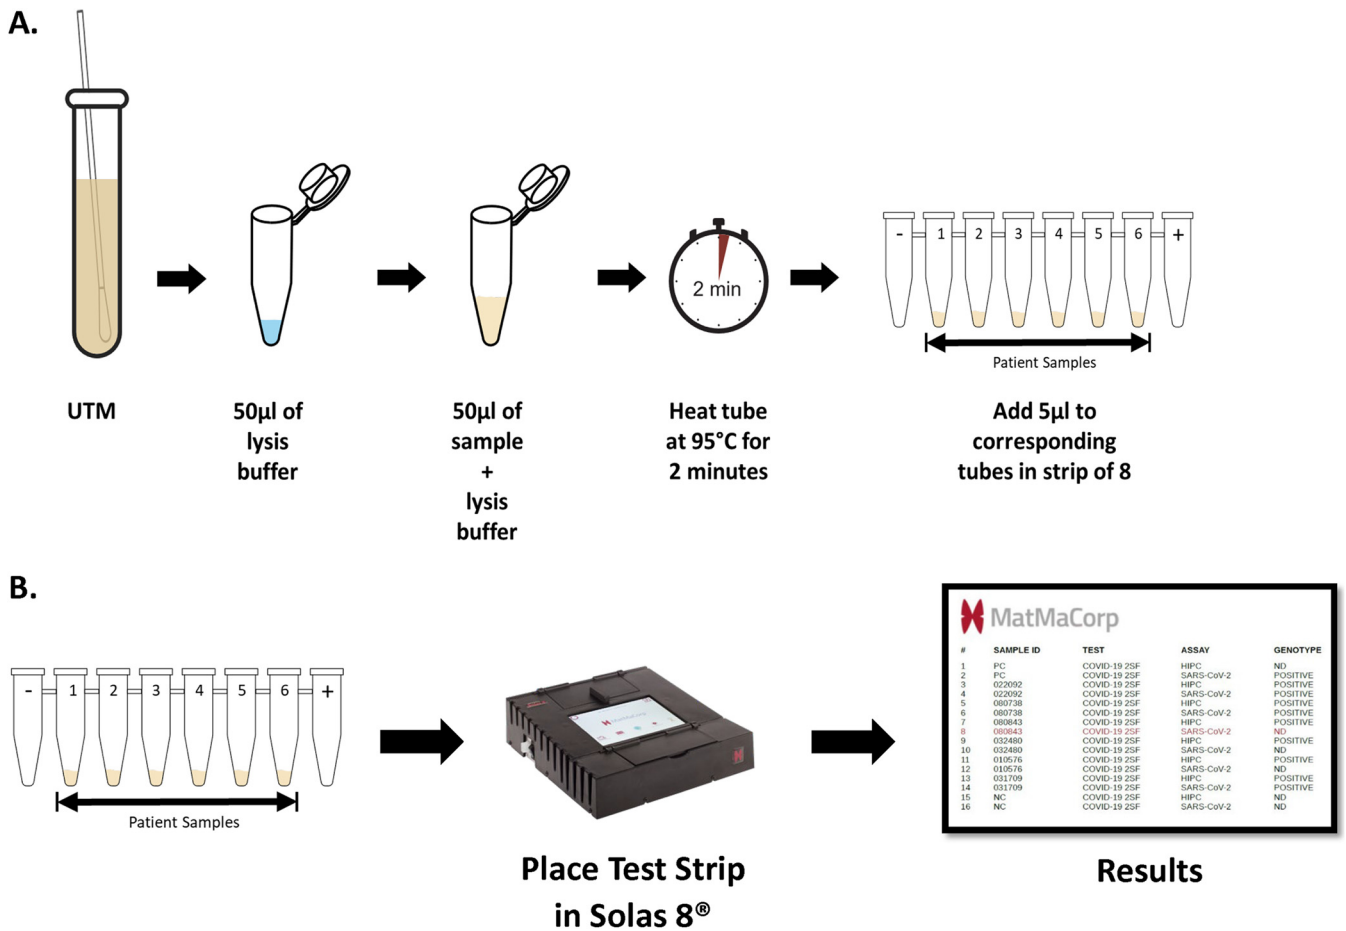 A.
- 1 2 3 4 5 6 +
2 min
Patient Samples
UTM
50µl of
lysis
buffer
50µl of
sample
+
lysis
buffer
Heat tube
at 95°C for
2 minutes
Add 5µl to
corresponding
tubes in strip of 8
B.
- 1 2 3 4 5 6 +
Patient Samples
MatMaCorp
Place Test Strip
in Solas 8®
MatMaCorp
# SAMPLE ID TEST ASSAY GENOTYPE
1 PC COVID-19 2SF HIPC ND
2 PC COVID-19 2SF SARS-CoV-2 POSITIVE
3 022092 COVID-19 2SF HIPC POSITIVE
4 022092 COVID-19 2SF SARS-CoV-2 POSITIVE
5 080738 COVID-19 2SF HIPC POSITIVE
6 080738 COVID-19 2SF SARS-CoV-2 POSITIVE
7 080843 COVID-19 2SF HIPC POSITIVE
8 080843 COVID-19 2SF SARS-CoV-2 ND
9 032480 COVID-19 2SF HIPC POSITIVE
10 032480 COVID-19 2SF SARS-CoV-2 ND
11 010576 COVID-19 2SF HIPC POSITIVE
12 010576 COVID-19 2SF SARS-CoV-2 ND
13 031709 COVID-19 2SF HIPC POSITIVE
14 031709 COVID-19 2SF SARS-CoV-2 POSITIVE
15 NC COVID-19 2SF HIPC ND
16 NC COVID-19 2SF SARS-CoV-2 ND
Results